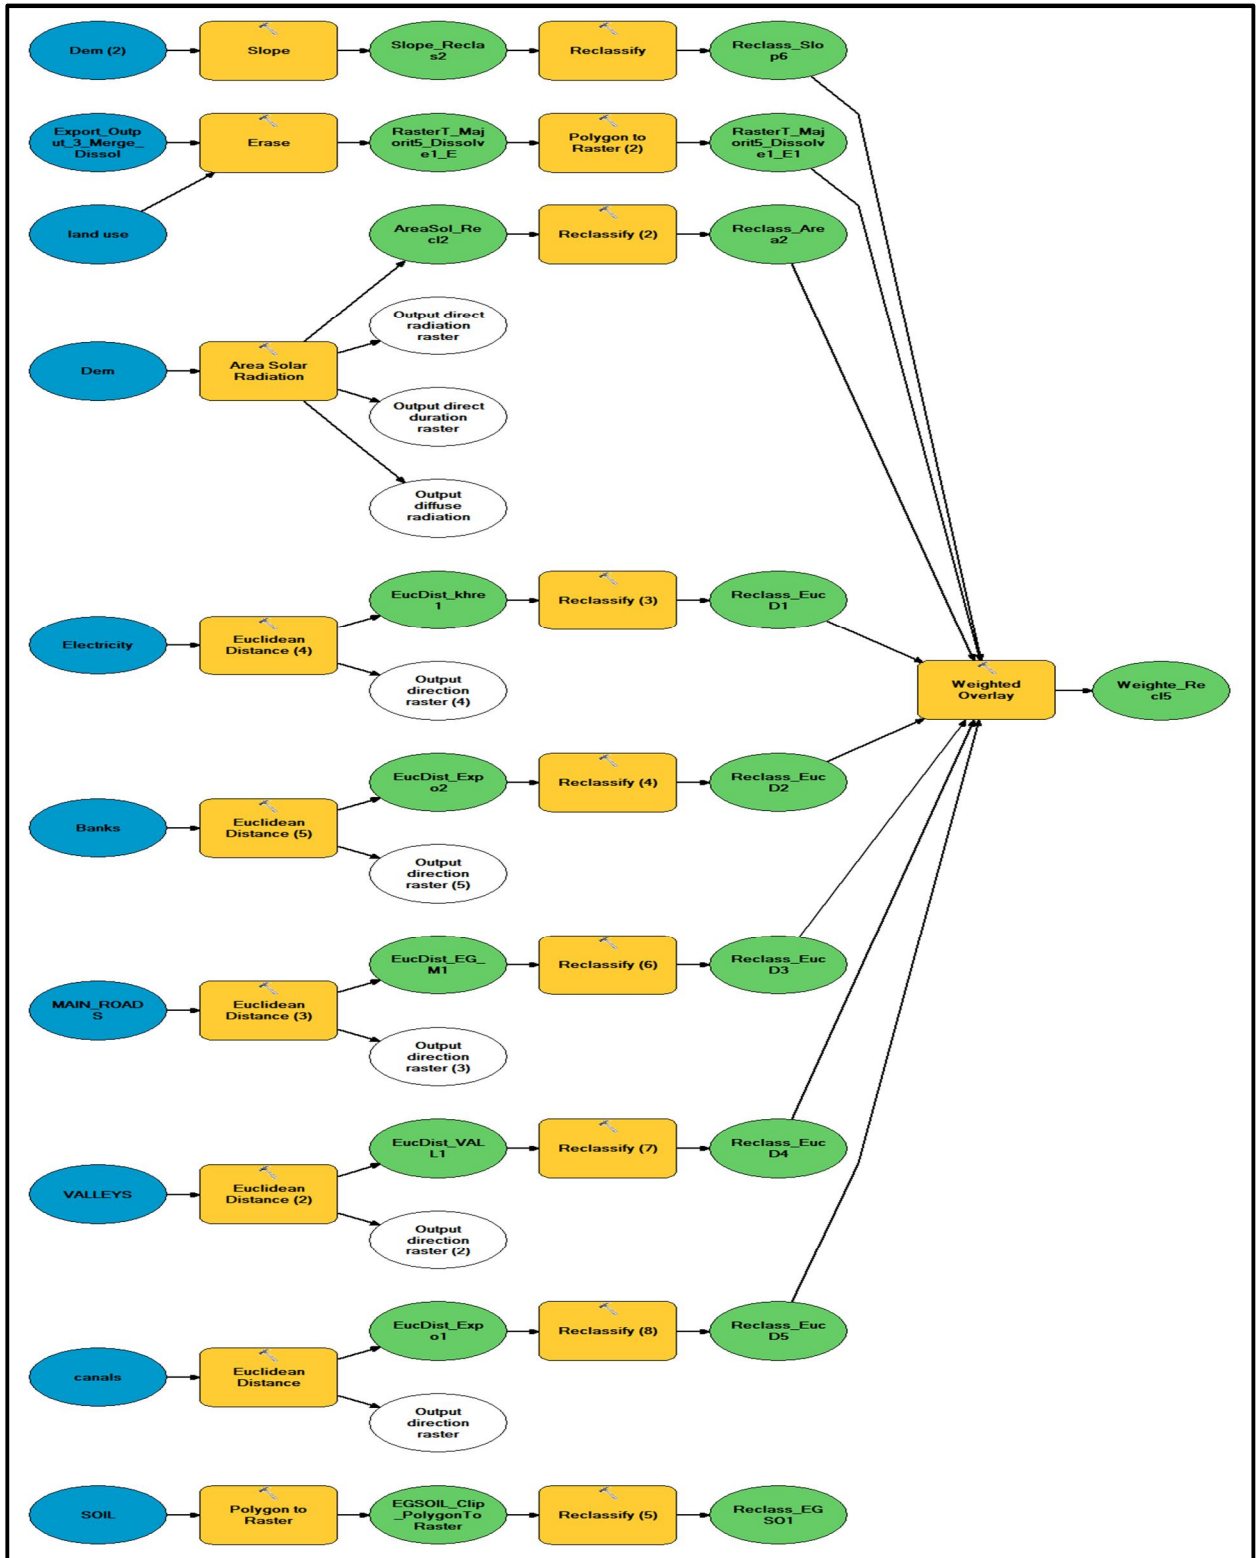 Dem (2)
Slope
Slope_Recla
s2
Reclassify
Reclass_Slo
p6
Export_Outp
ut_3_Merge_
Dissol
Erase
RasterT_Maj
orit5_Dissolv
e1_E
Polygon to
Raster (2)
RasterT_Maj
orit5_Dissolv
e1_E1
land use
AreaSol_Re
cl2
Reclassify (2)
Reclass_Are
a2
Output direct
radiation
raster
Dem
Area Solar
Radiation
Output direct
duration
raster
Output
diffuse
radiation
EucDist_khre
1
Reclassify (3)
Reclass_Euc
D1
Electricity
Euclidean
Distance (4)
Output
direction
raster (4)
Weighted
Overlay
Weighte_Re
cl5
EucDist_Exp
o2
Reclassify (4)
Reclass_Euc
D2
Banks
Euclidean
Distance (5)
Output
direction
raster (5)
EucDist_EG_
M1
Reclassify (6)
Reclass_Euc
D3
MAIN_ROAD
S
Euclidean
Distance (3)
Output
direction
raster (3)
EucDist_VAL
L1
Reclassify (7)
Reclass_Euc
D4
VALLEYS
Euclidean
Distance (2)
Output
direction
raster (2)
EucDist_Exp
o1
Reclassify (8)
Reclass_Euc
D5
canals
Euclidean
Distance
Output
direction
raster
SOIL
Polygon to
Raster
EGSOIL_Clip
_PolygonTo
Raster
Reclassify (5)
Reclass_EG
SO1